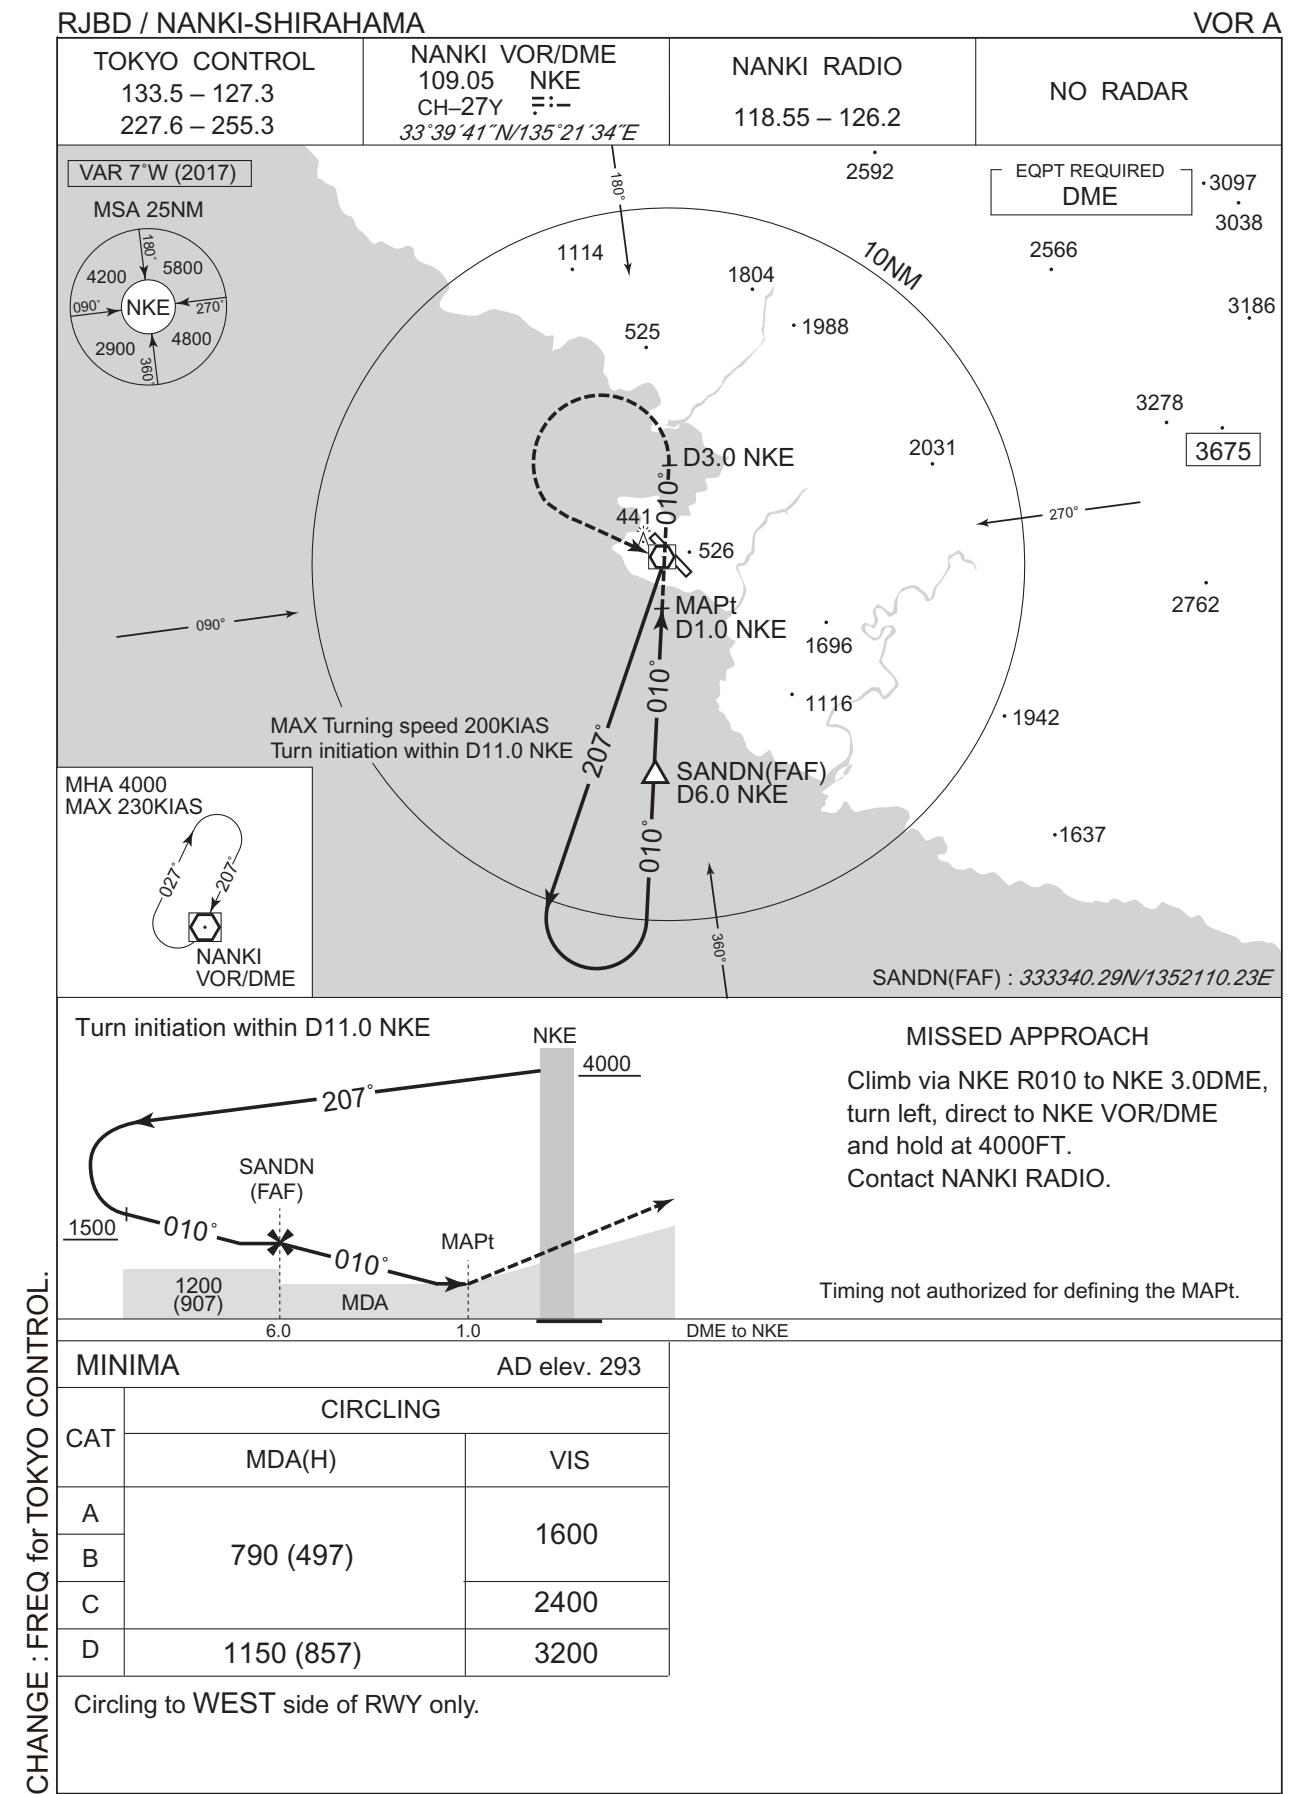 RJBD / NANKI-SHIRAHAMA
VOR A
TOKYO CONTROL
133.5 – 127.3
227.6 – 255.3
NANKI VOR/DME
109.05 NKE
CH–27Y
33°39´41˝N/135°21´34˝E
NANKI RADIO
118.55 – 126.2
NO RADAR
VAR 7°W (2017)
MSA 25NM
180°
4200
5800
090°
NKE
270°
2900
4800
360°
180°
2592
EQPT REQUIRED
DME
3097
3038
1114
10NM
2566
1804
3186
525
1988
3278
2031
3675
D3.0 NKE
010°
441
526
270°
MAPt
D1.0 NKE
2762
090°
1696
010°
1116
1942
MAX Turning speed 200KIAS
Turn initiation within D11.0 NKE
207°
SANDN(FAF)
D6.0 NKE
MHA 4000
MAX 230KIAS
1637
010°
027°
207°
360°
NANKI
VOR/DME
SANDN(FAF) : 333340.29N/1352110.23E
Turn initiation within D11.0 NKE
NKE
4000
207°
SANDN
(FAF)
1500
010°
010°
MAPt
1200
(907)
MDA
6.0
1.0
DME to NKE
MISSED APPROACH
Climb via NKE R010 to NKE 3.0DME,
turn left, direct to NKE VOR/DME
and hold at 4000FT.
Contact NANKI RADIO.
Timing not authorized for defining the MAPt.
MINIMA
AD elev. 293
CAT
CIRCLING
MDA(H)
VIS
A
B
C
D
790 (497)
1600
2400
1150 (857)
3200
Circling to WEST side of RWY only.
CHANGE : FREQ for TOKYO CONTROL.